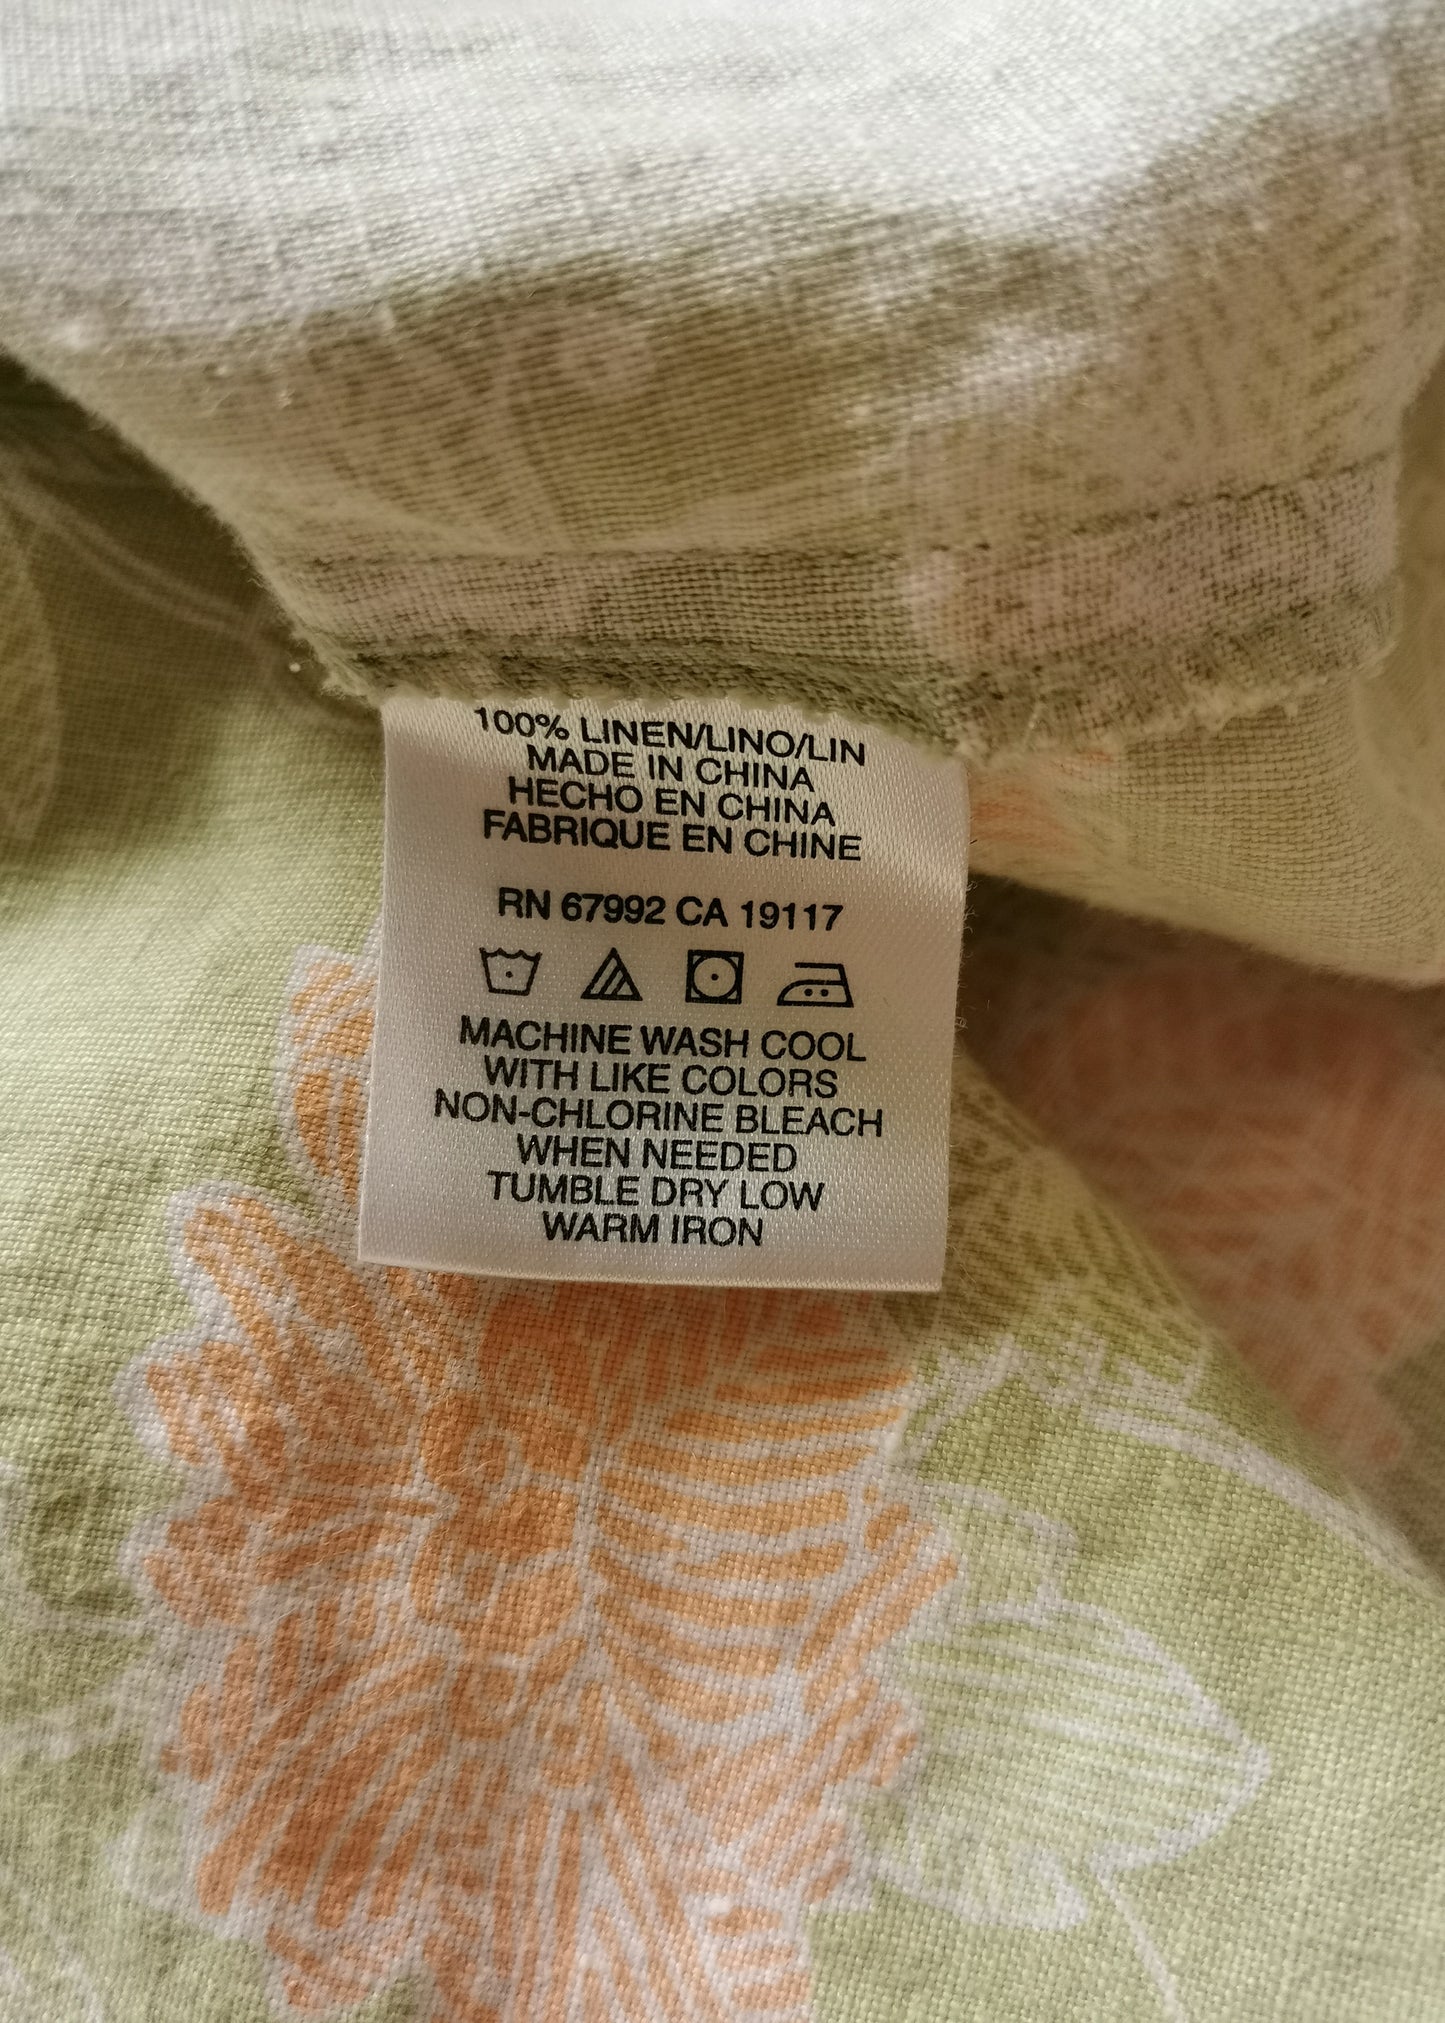 100% LINEN/LINO/LIN
MADE IN CHINA
HECHO EN CHINA
FABRIQUE EN CHINE
RN 67992 CA 19117
MACHINE WASH COOL
WITH LIKE COLORS
NON-CHLORINE BLEACH
WHEN NEEDED
TUMBLE DRY LOW
WARM IRON